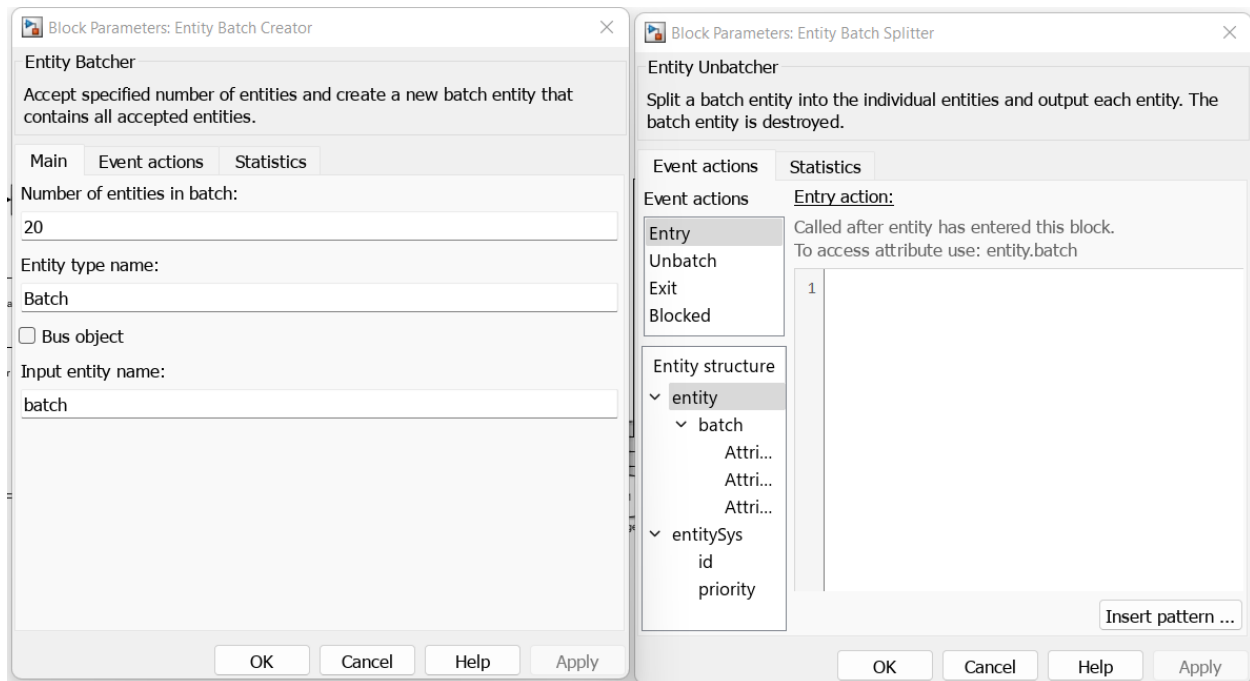 Block Parameters: Entity Batch Creator
Entity Batcher
Accept specified number of entities and create a new batch entity that
contains all accepted entities.
Main Event actions Statistics
Number of entities in batch:
20
Entity type name:
Batch
Bus object
Input entity name:
batch
OK Cancel Help Apply
Block Parameters: Entity Batch Splitter
Entity Unbatcher
Split a batch entity into the individual entities and output each entity. The
batch entity is destroyed.
Event actions Statistics
Event actions
Entry
Unbatch
Exit
Blocked
Entity structure
entity
batch
Attri...
Attri...
Attri...
entitySys
id
priority
Entry action:
Called after entity has entered this block.
To access attribute use: entity.batch
1
Insert pattern ...
OK Cancel Help Apply